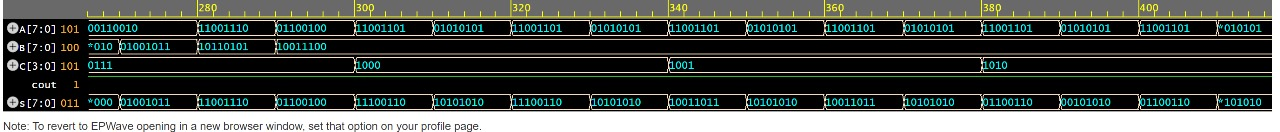 280 300 320 340 360 380 400
A[7:0] 101 00110010 11001110 01100100 11001101 01010101 11001101 01010101 11001101 01010101 11001101 01010101 11001101 01010101 11001101 *010101
B[7:0] 100 *010 01001011 10110101 10011100
C[3:0] 101 0111 1000 1001 1010
cout 1
s[7:0] 011 *000 01001011 11001110 01100100 11100110 10101010 11100110 10101010 10011011 10101010 10011011 10101010 01100110 00101010 01100110 *101010
Note: To revert to EPWave opening in a new browser window, set that option on your profile page.